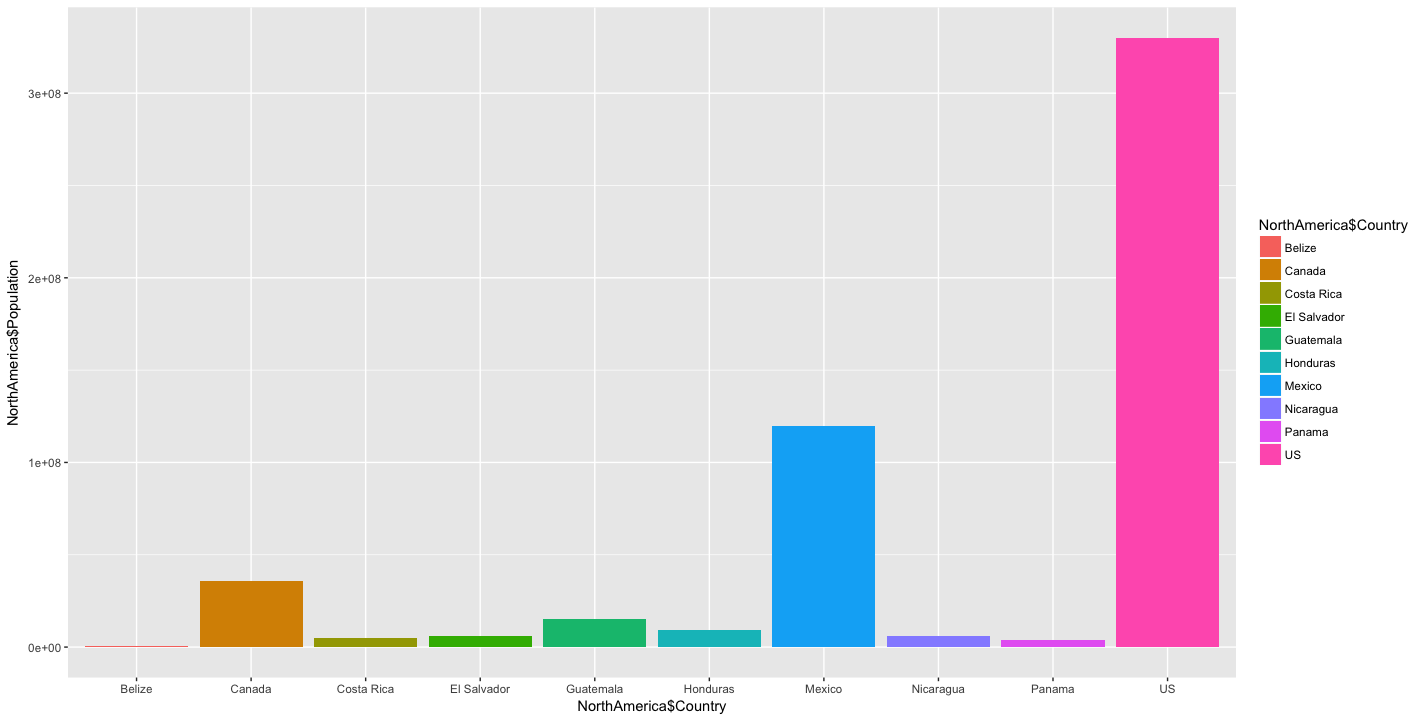 NorthAmerica$Population
3e+08
2e+08
1e+08
0e+00
Belize Canada Costa Rica El Salvador Guatemala Honduras Mexico Nicaragua Panama US
NorthAmerica$Country
NorthAmerica$Country
Belize
Canada
Costa Rica
El Salvador
Guatemala
Honduras
Mexico
Nicaragua
Panama
US